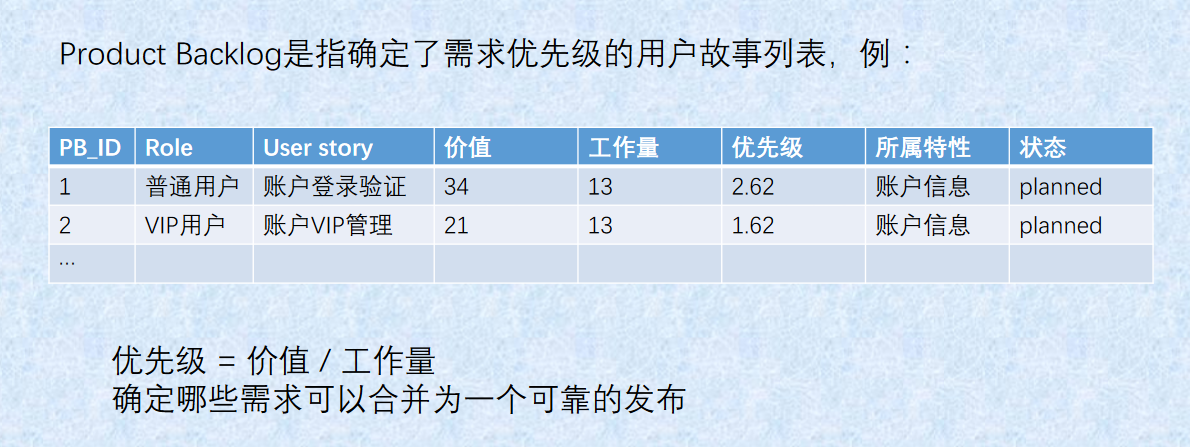 Product Backlog是指确定了需求优先级的用户故事列表，例：
PB_ID Role User story 价值 工作量 优先级 所属特性 状态
1 普通用户 账户登录验证 34 13 2.62 账户信息 planned
2 VIP用户 账户VIP管理 21 13 1.62 账户信息 planned
...
优先级 = 价值 / 工作量
确定哪些需求可以合并为一个可靠的发布